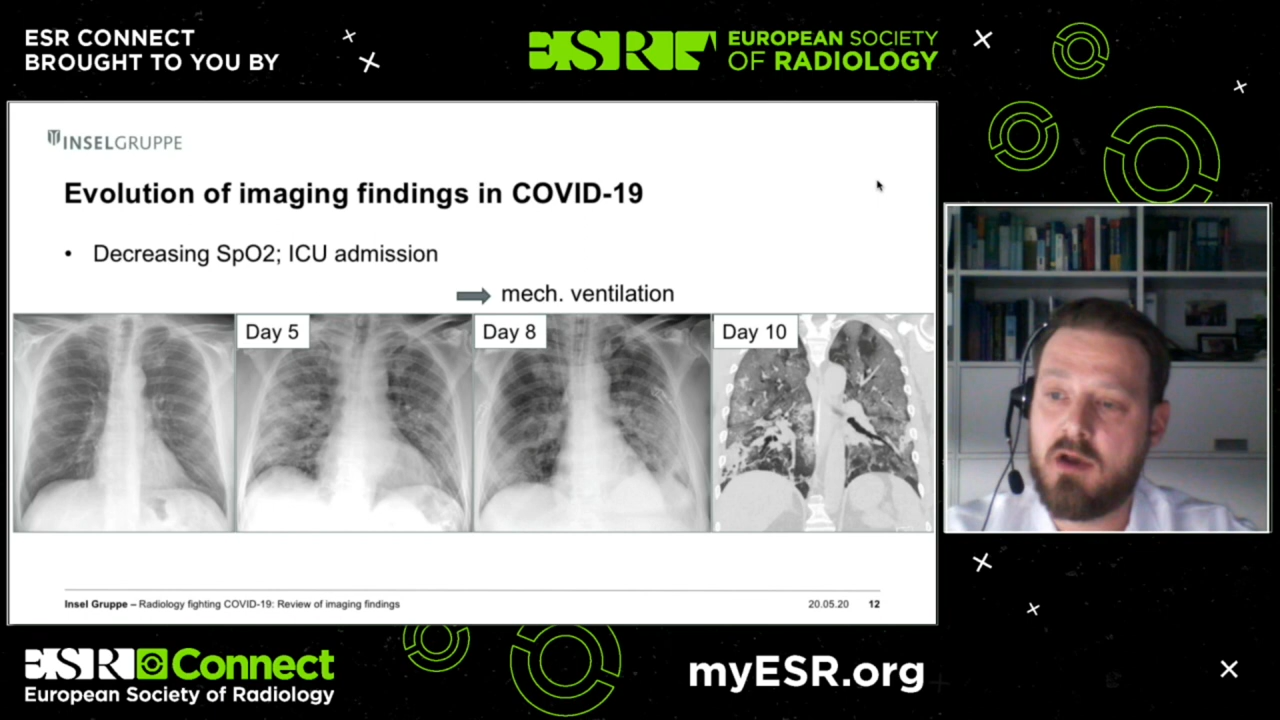 ESR CONNECT
BROUGHT TO YOU BY
ESR EUROPEAN SOCIETY
OF RADIOLOGY
INSELGRUPPE
Evolution of imaging findings in COVID-19
• Decreasing SpO2; ICU admission
mech. ventilation
Day 5
Day 8
Day 10
Insel Gruppe – Radiology fighting COVID-19: Review of imaging findings
20.05.20 12
ESR Connect
European Society of Radiology
myESR.org